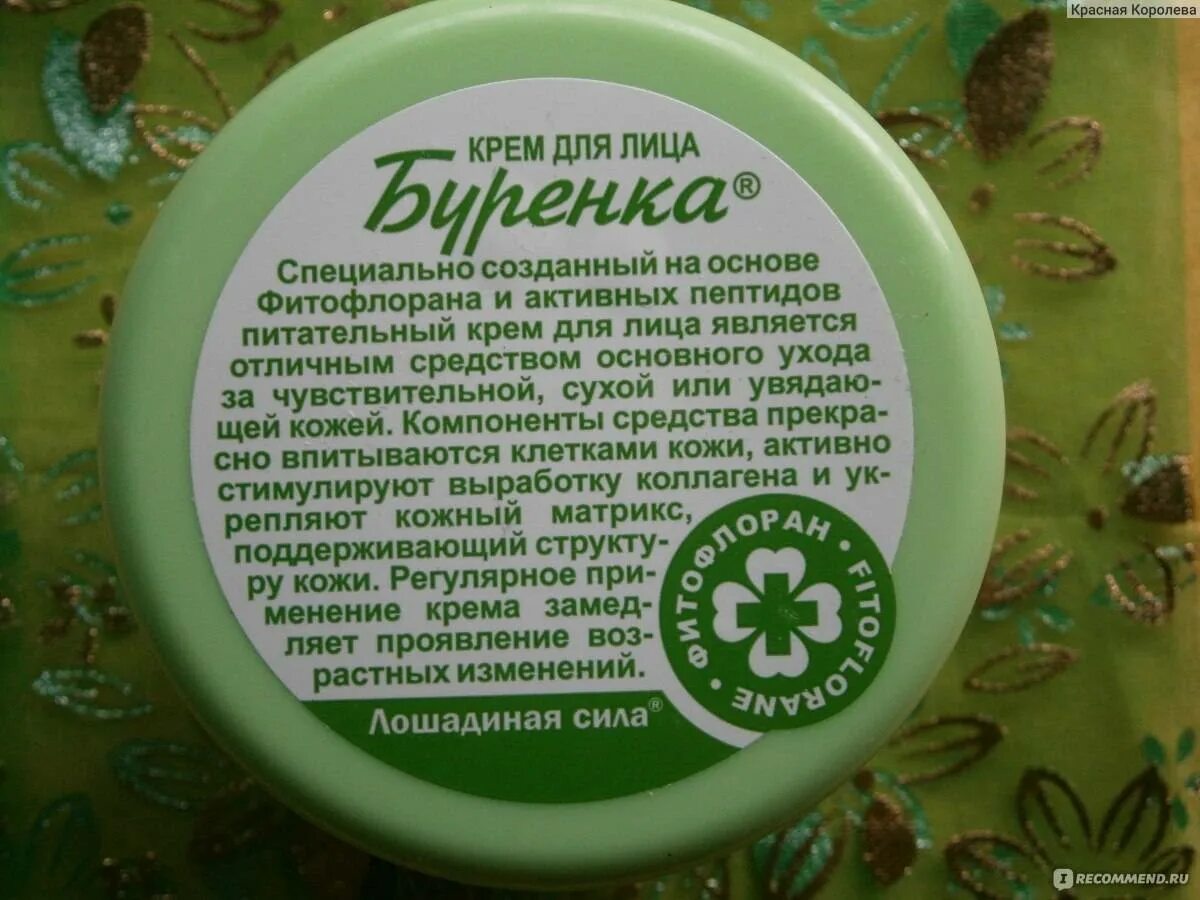 Красная Королева
КРЕМ ДЛЯ ЛИЦА
Буренка®
Специально созданный на основе
Фитофлорана и активных пептидов
питательный крем для лица является
отличным средством основного ухода
за чувствительной, сухой или увядаю-
щей кожей. Компоненты средства прекра-
сно впитываются клетками кожи, активно
стимулируют выработку коллагена и ук-
репляют кожный матрикс,
поддерживающий структу-
ру кожи. Регулярное при-
менение крема замед-
ляет проявление воз-
растных изменений.
ФИТОФЛОРАН • FITOFLORANE •
Лошадиная сила®
IRECOMMEND.RU